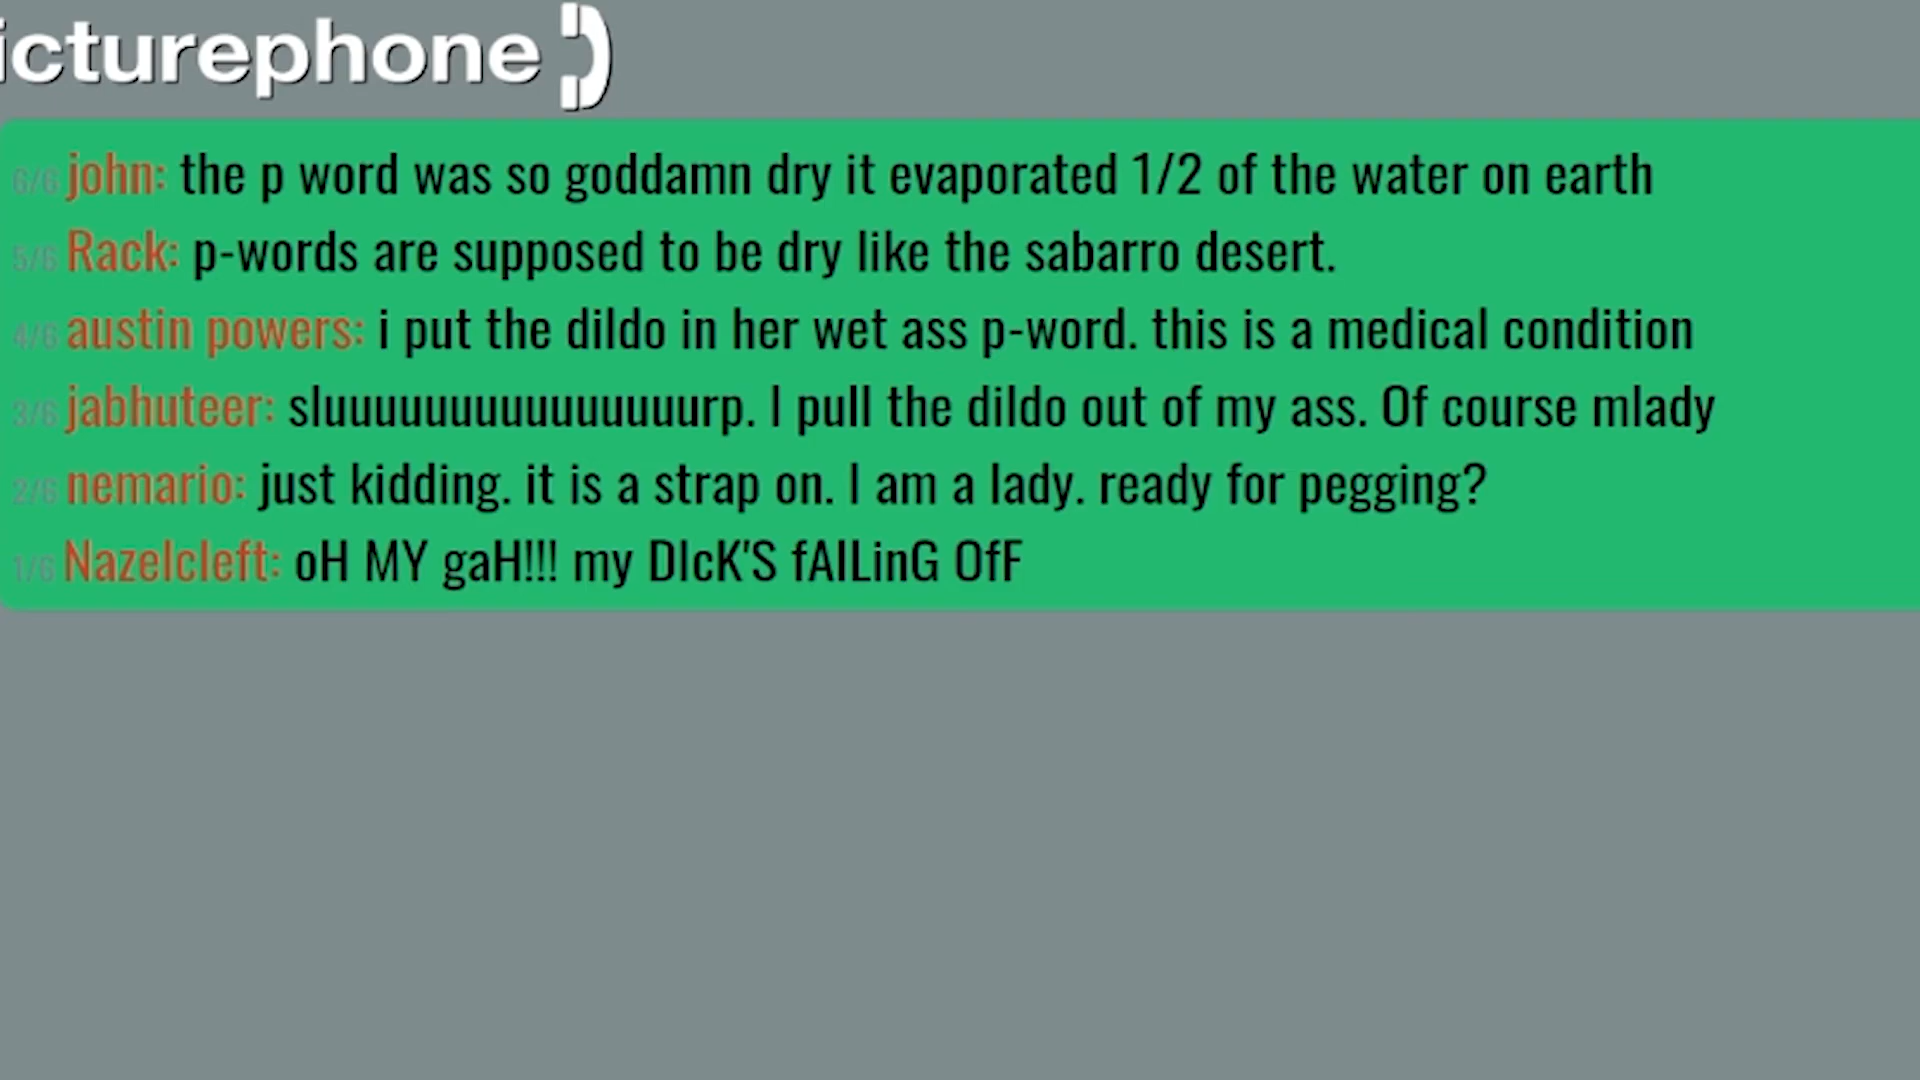 icturephone
6/6 john: the p word was so goddamn dry it evaporated 1/2 of the water on earth
5/6 Rack: p-words are supposed to be dry like the sabarro desert.
4/6 austin powers: i put the dildo in her wet ass p-word. this is a medical condition
3/6 jabhuteer: sluuuuuuuuuuuuuuuurp. I pull the dildo out of my ass. Of course mlady
2/6 nemario: just kidding. it is a strap on. I am a lady. ready for pegging?
1/6 Nazelcleft: oH MY gaH!!! my DIcK'S fAlLinG OfF